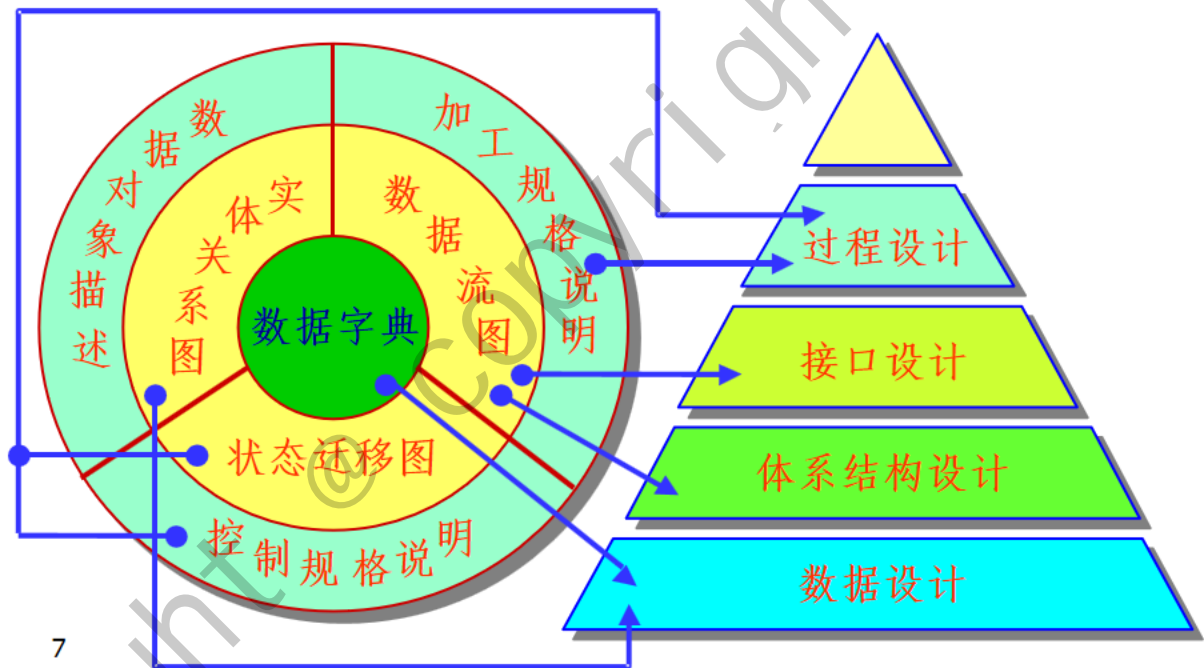 数据对象描述
加工规格说明
实体关系图
数据流图
数据字典
状态迁移图
控制规格说明
过程设计
接口设计
体系结构设计
数据设计
7
ht @ copyright